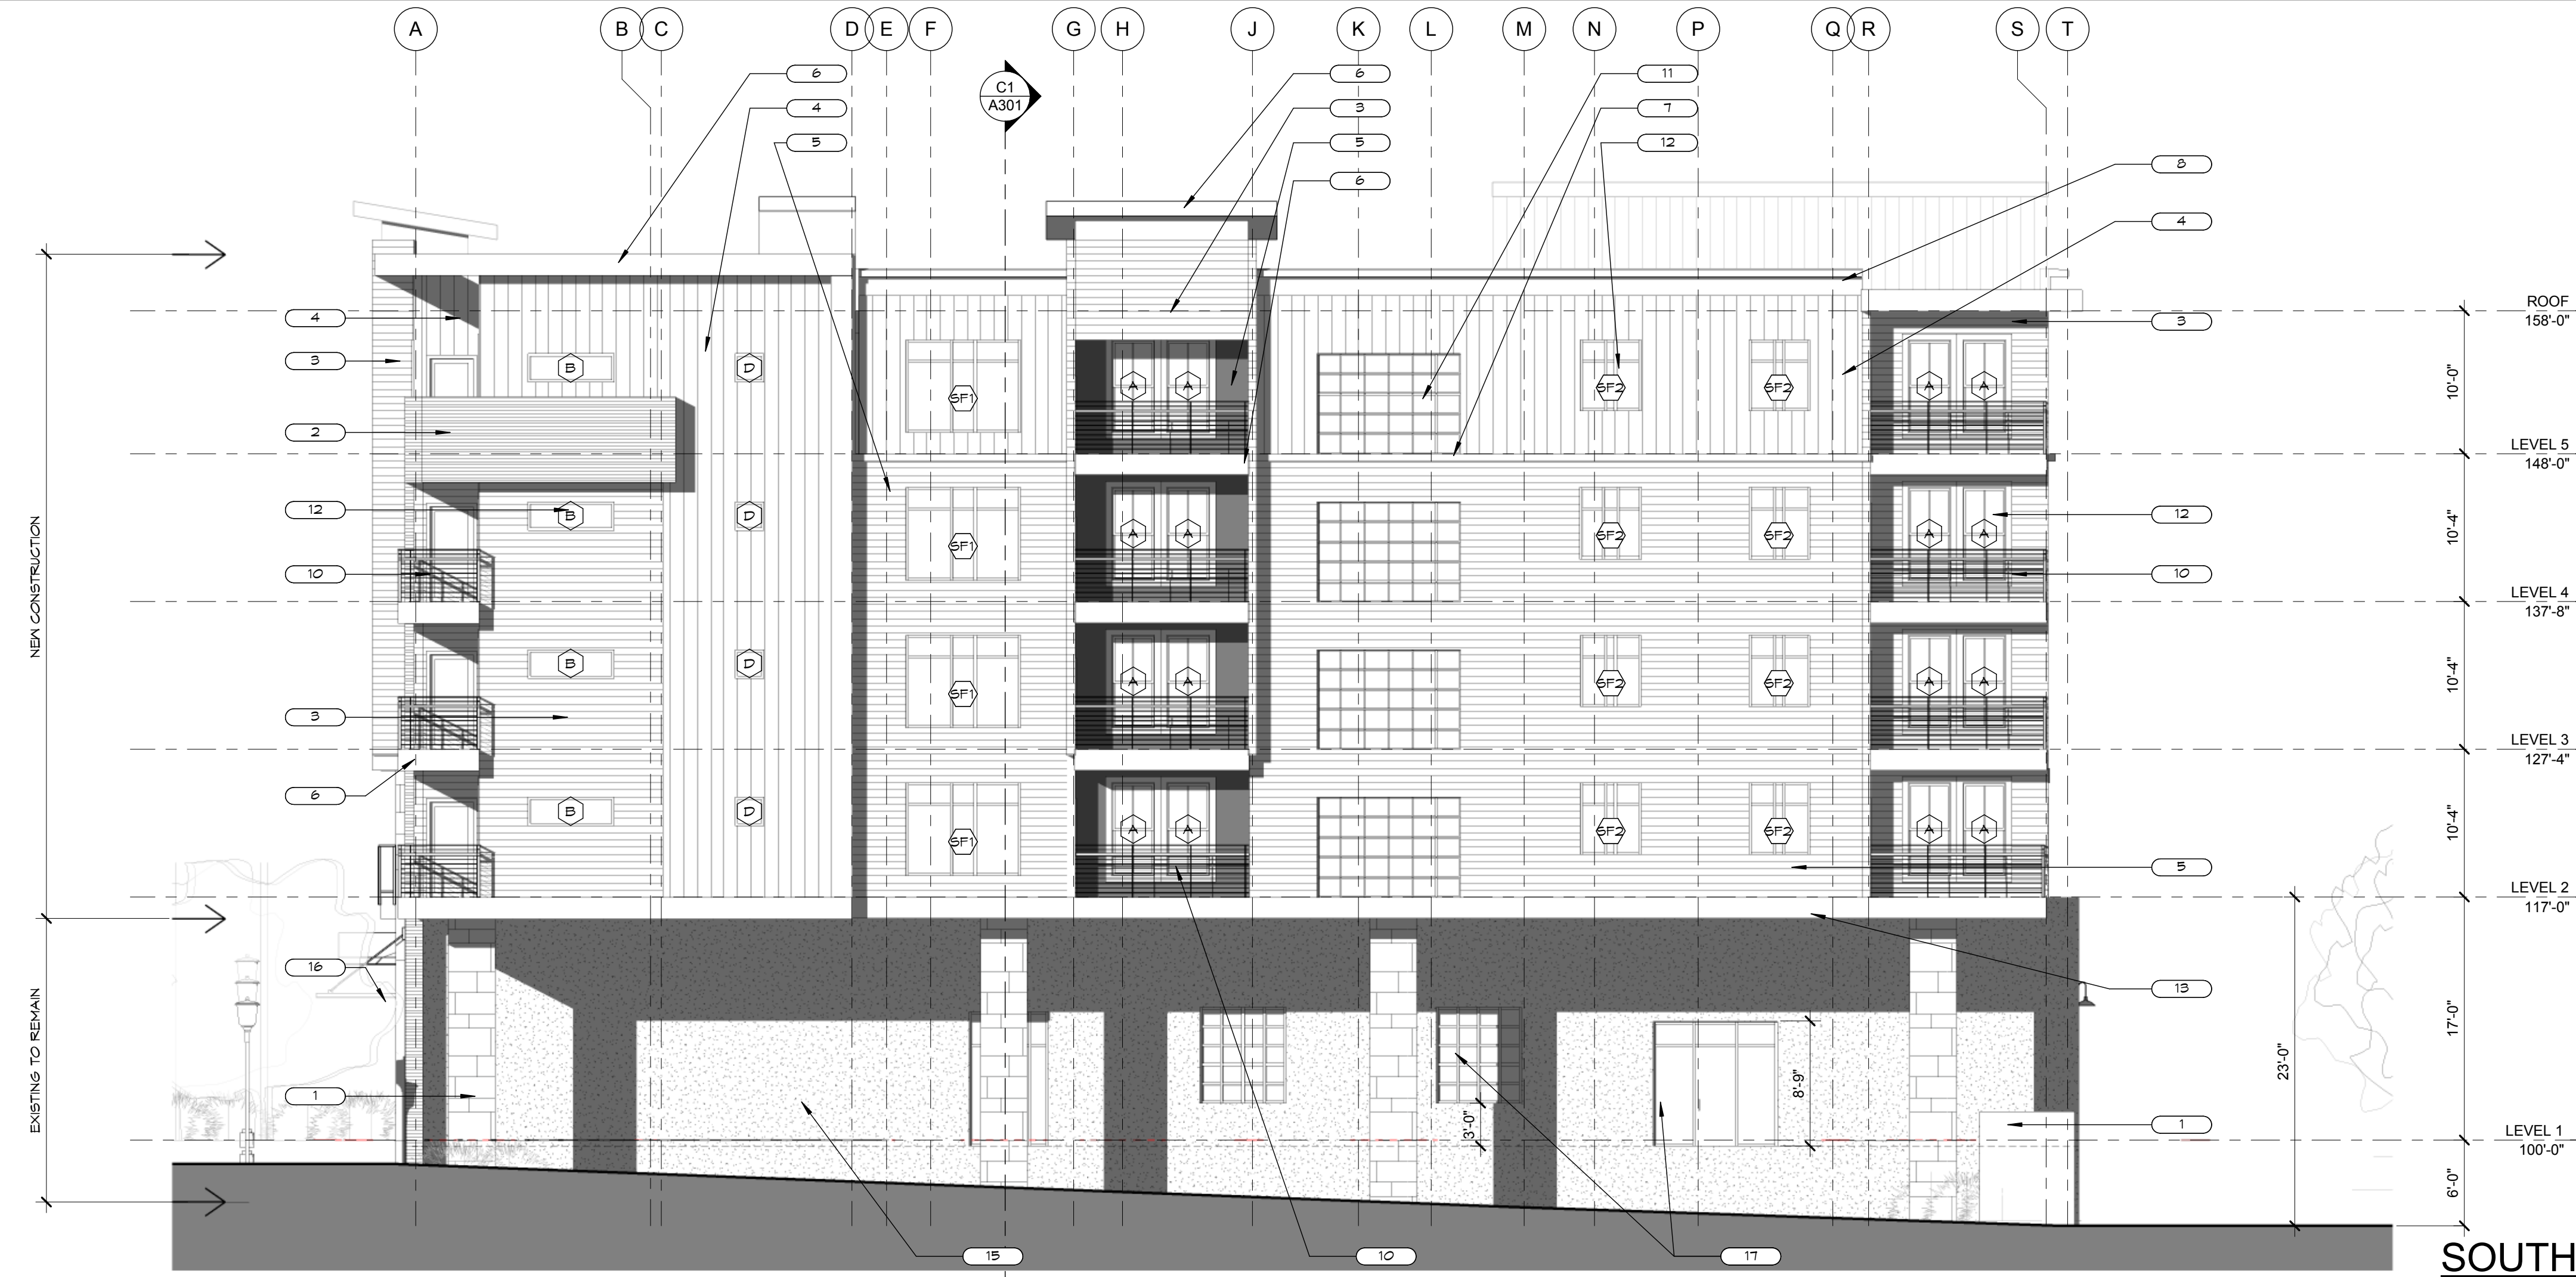 A B C D E F G H J K L M N P Q R S T
C1
A301
6
4
5
6
3
5
6
11
7
12
8
4
4
3
2
12
10
3
6
16
1
3
12
10
5
13
1
15
10
17
B D SF1 A A SF2 SF2 A A
B D SF1 A A SF2 SF2 A A
B D SF1 A A SF2 SF2 A A
B D SF1 A A SF2 SF2 A A
NEW CONSTRUCTION
EXISTING TO REMAIN
ROOF
158'-0"
10'-0"
LEVEL 5
148'-0"
10'-4"
LEVEL 4
137'-8"
10'-4"
LEVEL 3
127'-4"
10'-4"
LEVEL 2
117'-0"
17'-0"
23'-0"
8'-9"
3'-0"
LEVEL 1
100'-0"
6'-0"
SOUTH